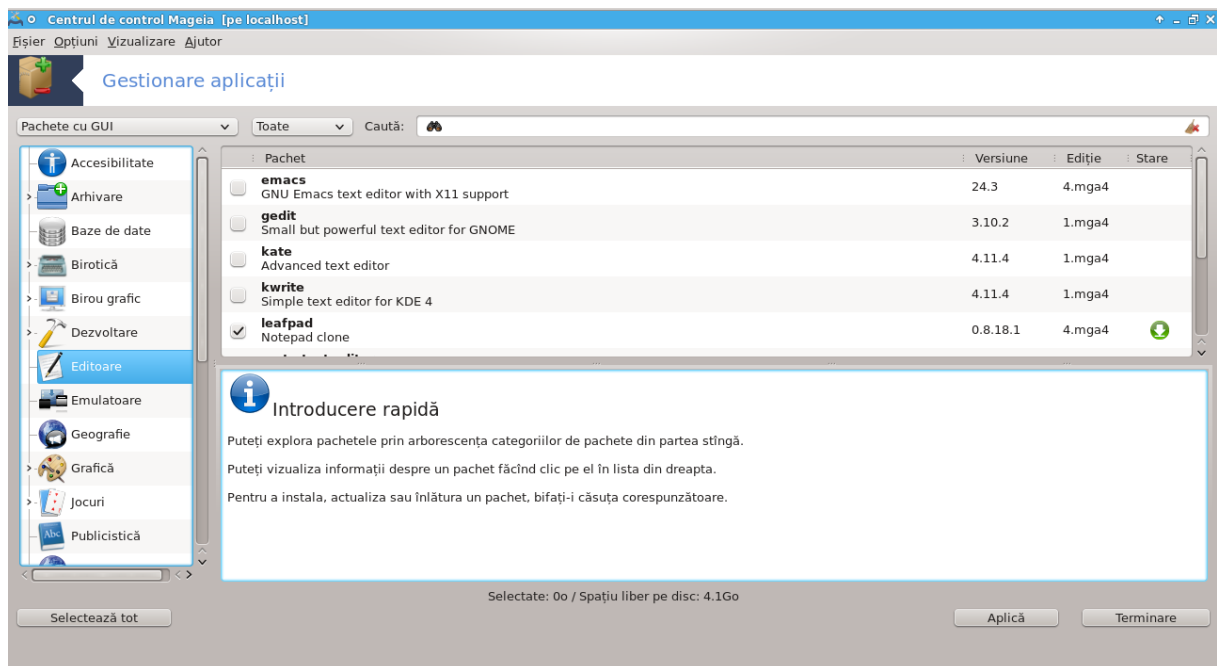 Centrul de control Mageia [pe localhost]
Fișier Opțiuni Vizualizare Ajutor
Gestionare aplicații
Pachete cu GUI Toate Caută:
Accesibilitate
Arhivare
Baze de date
Birotică
Birou grafic
Dezvoltare
Editoare
Emulatoare
Geografie
Grafică
Jocuri
Publicistică
Pachet Versiune Ediție Stare
emacs
GNU Emacs text editor with X11 support 24.3 4.mga4
gedit
Small but powerful text editor for GNOME 3.10.2 1.mga4
kate
Advanced text editor 4.11.4 1.mga4
kwrite
Simple text editor for KDE 4 4.11.4 1.mga4
leafpad
Notepad clone 0.8.18.1 4.mga4
Introducere rapidă
Puteți explora pachetele prin arborescența categoriilor de pachete din partea stîngă.
Puteți vizualiza informații despre un pachet făcînd clic pe el în lista din dreapta.
Pentru a instala, actualiza sau înlătura un pachet, bifați-i căsuța corespunzătoare.
Selectate: 0o / Spațiu liber pe disc: 4.1Go
Selectează tot Aplică Terminare